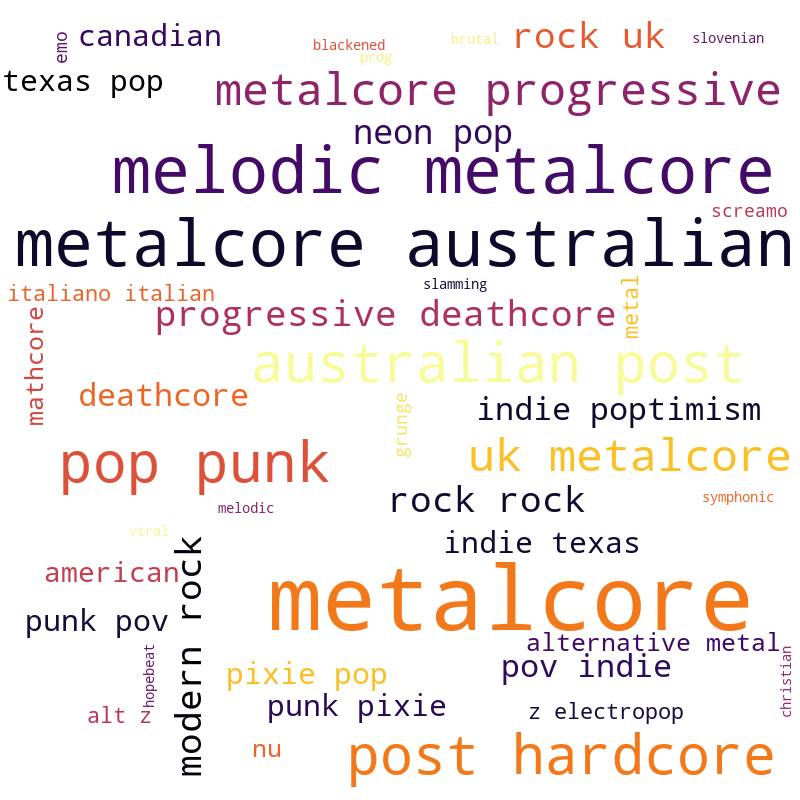 emo
canadian
blackened
prog
brutal
rock uk
slovenian
texas pop
metalcore progressive
neon pop
melodic metalcore
screamo
metalcore australian
slamming
italiano italian
metal
mathcore
progressive deathcore
australian post
deathcore
grunge
indie poptimism
pop punk
uk metalcore
rock rock
melodic
symphonic
viral
modern rock
indie texas
american
metalcore
punk pov
alternative metal
hopebeat
pixie pop
pov indie
christian
punk pixie
alt z
z electropop
nu
post hardcore